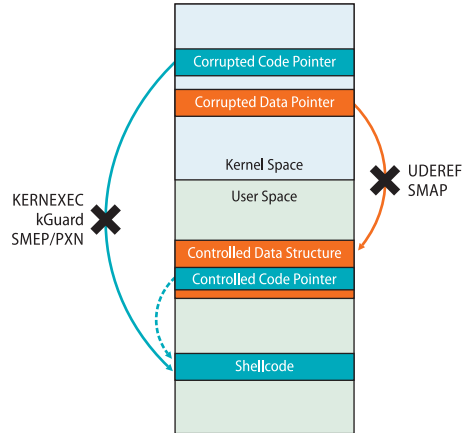 Corrupted Code Pointer
Corrupted Data Pointer
Kernel Space
User Space
UDEREF
SMAP
KERNEXEC
kGuard
SMEP/PXN
Controlled Data Structure
Controlled Code Pointer
Shellcode